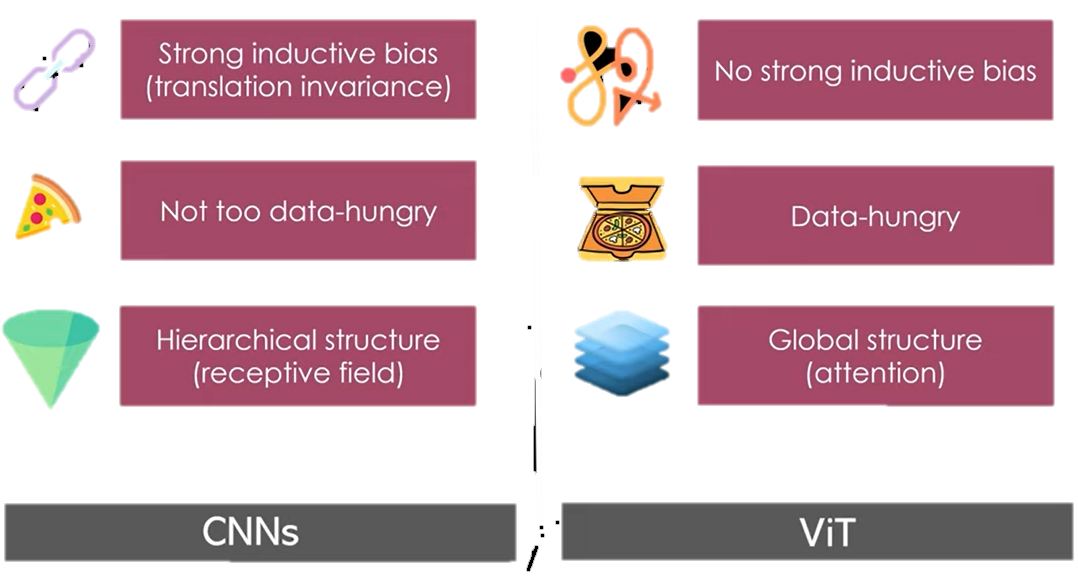 Strong inductive bias
(translation invariance)
Not too data-hungry
Hierarchical structure
(receptive field)
CNNs
No strong inductive bias
Data-hungry
Global structure
(attention)
ViT